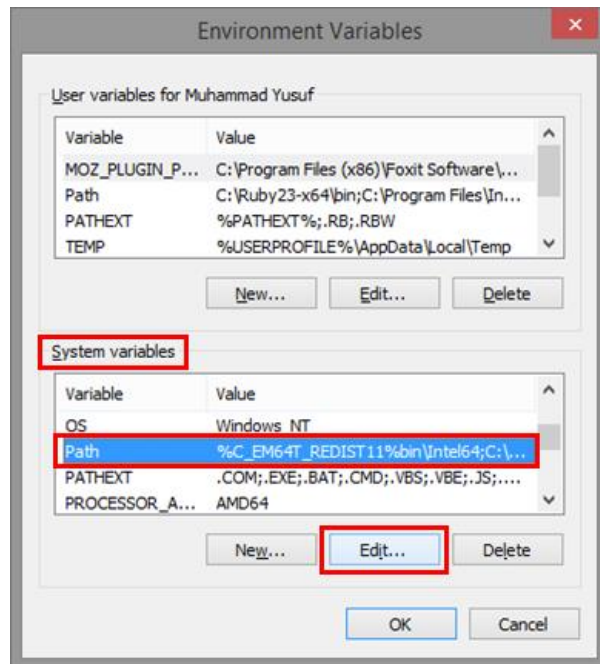 Environment Variables
User variables for Muhammad Yusuf
Variable Value
MOZ_PLUGIN_P... C:\Program Files (x86)\Foxit Software\...
Path C:\Ruby23-x64\bin;C:\Program Files\In...
PATHEXT %PATHEXT%;.RB;.RBW
TEMP %USERPROFILE%\AppData\Local\Temp
New... Edit... Delete
System variables
Variable Value
OS Windows_NT
Path %C_EM64T_REDIST11%bin\Intel64;C:\...
PATHEXT .COM;.EXE;.BAT;.CMD;.VBS;.VBE;.JS;....
PROCESSOR_A... AMD64
New... Edit... Delete
OK Cancel